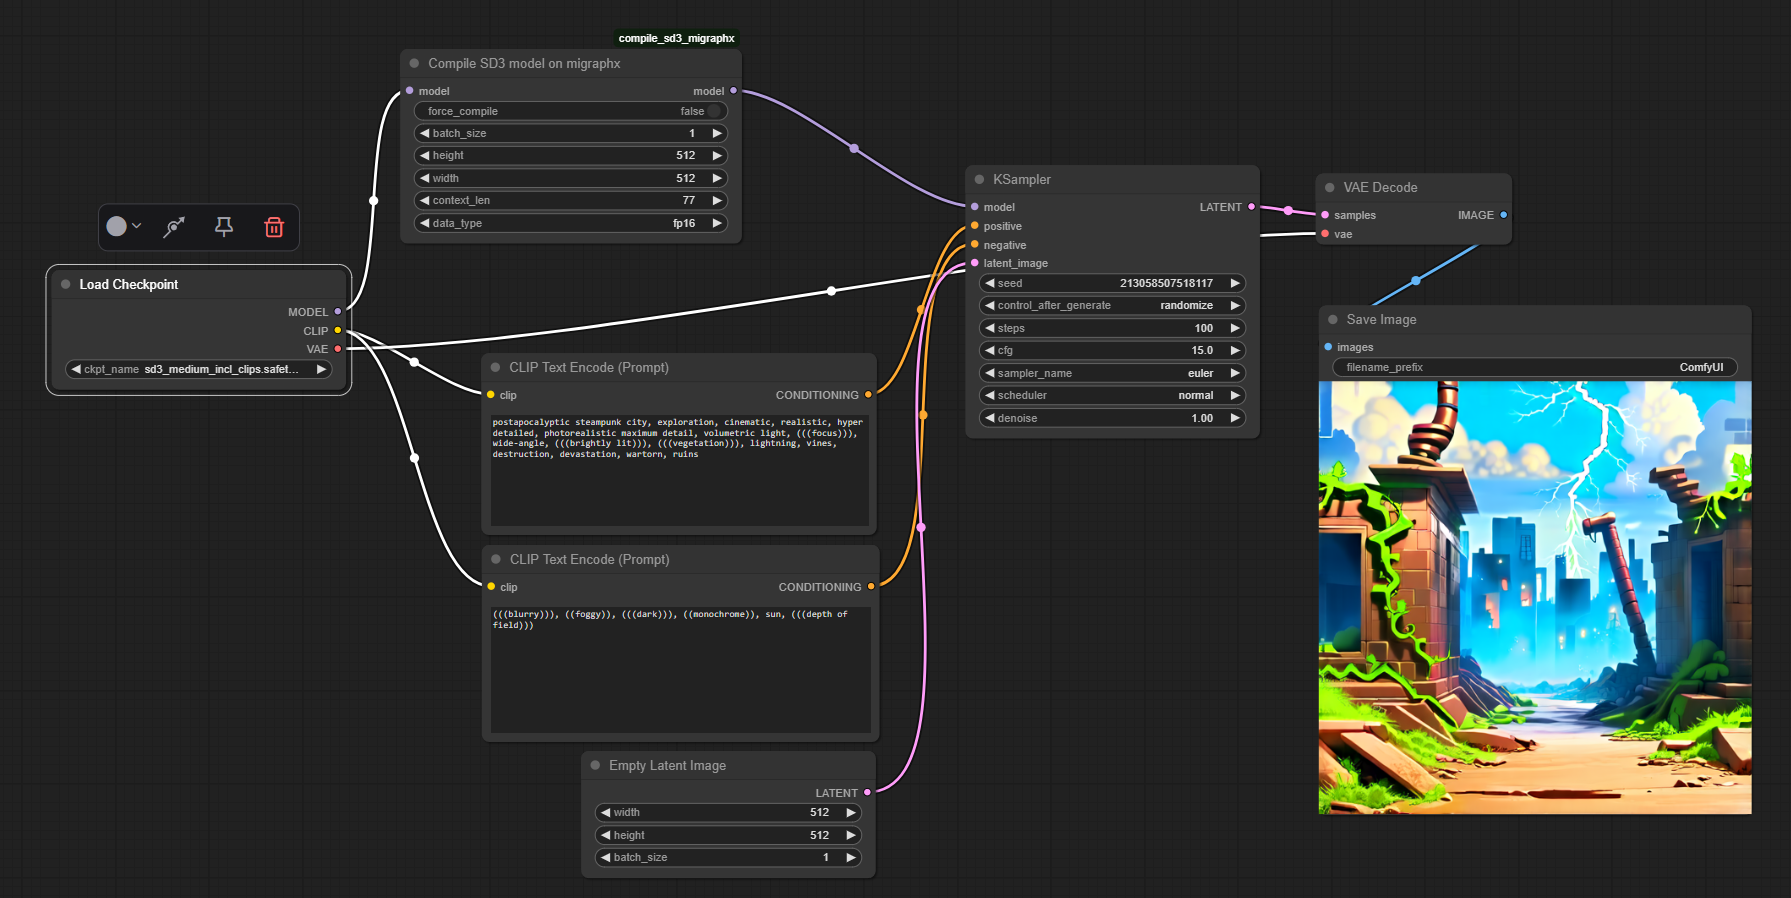 compile_sd3_migraphx
Compile SD3 model on migraphx
model model
force_compile false
batch_size 1
height 512
width 512
context_len 77
data_type fp16
Load Checkpoint
MODEL
CLIP
VAE
ckpt_name sd3_medium_incl_clips.safet...
CLIP Text Encode (Prompt)
clip CONDITIONING
postapocalyptic steampunk city, exploration, cinematic, realistic, hyper
detailed, photorealistic maximum detail, volumetric light, (((focus))),
wide-angle, (((brightly lit))), (((vegetation))), lightning, vines,
destruction, devastation, wartorn, ruins
CLIP Text Encode (Prompt)
clip CONDITIONING
(((blurry))), ((foggy)), (((dark))), ((monochrome)), sun, (((depth of
field)))
Empty Latent Image
LATENT
width 512
height 512
batch_size 1
KSampler
model LATENT
positive
negative
latent_image
seed 213058507518117
control_after_generate randomize
steps 100
cfg 15.0
sampler_name euler
scheduler normal
denoise 1.00
VAE Decode
samples IMAGE
vae
Save Image
images
filename_prefix ComfyUI